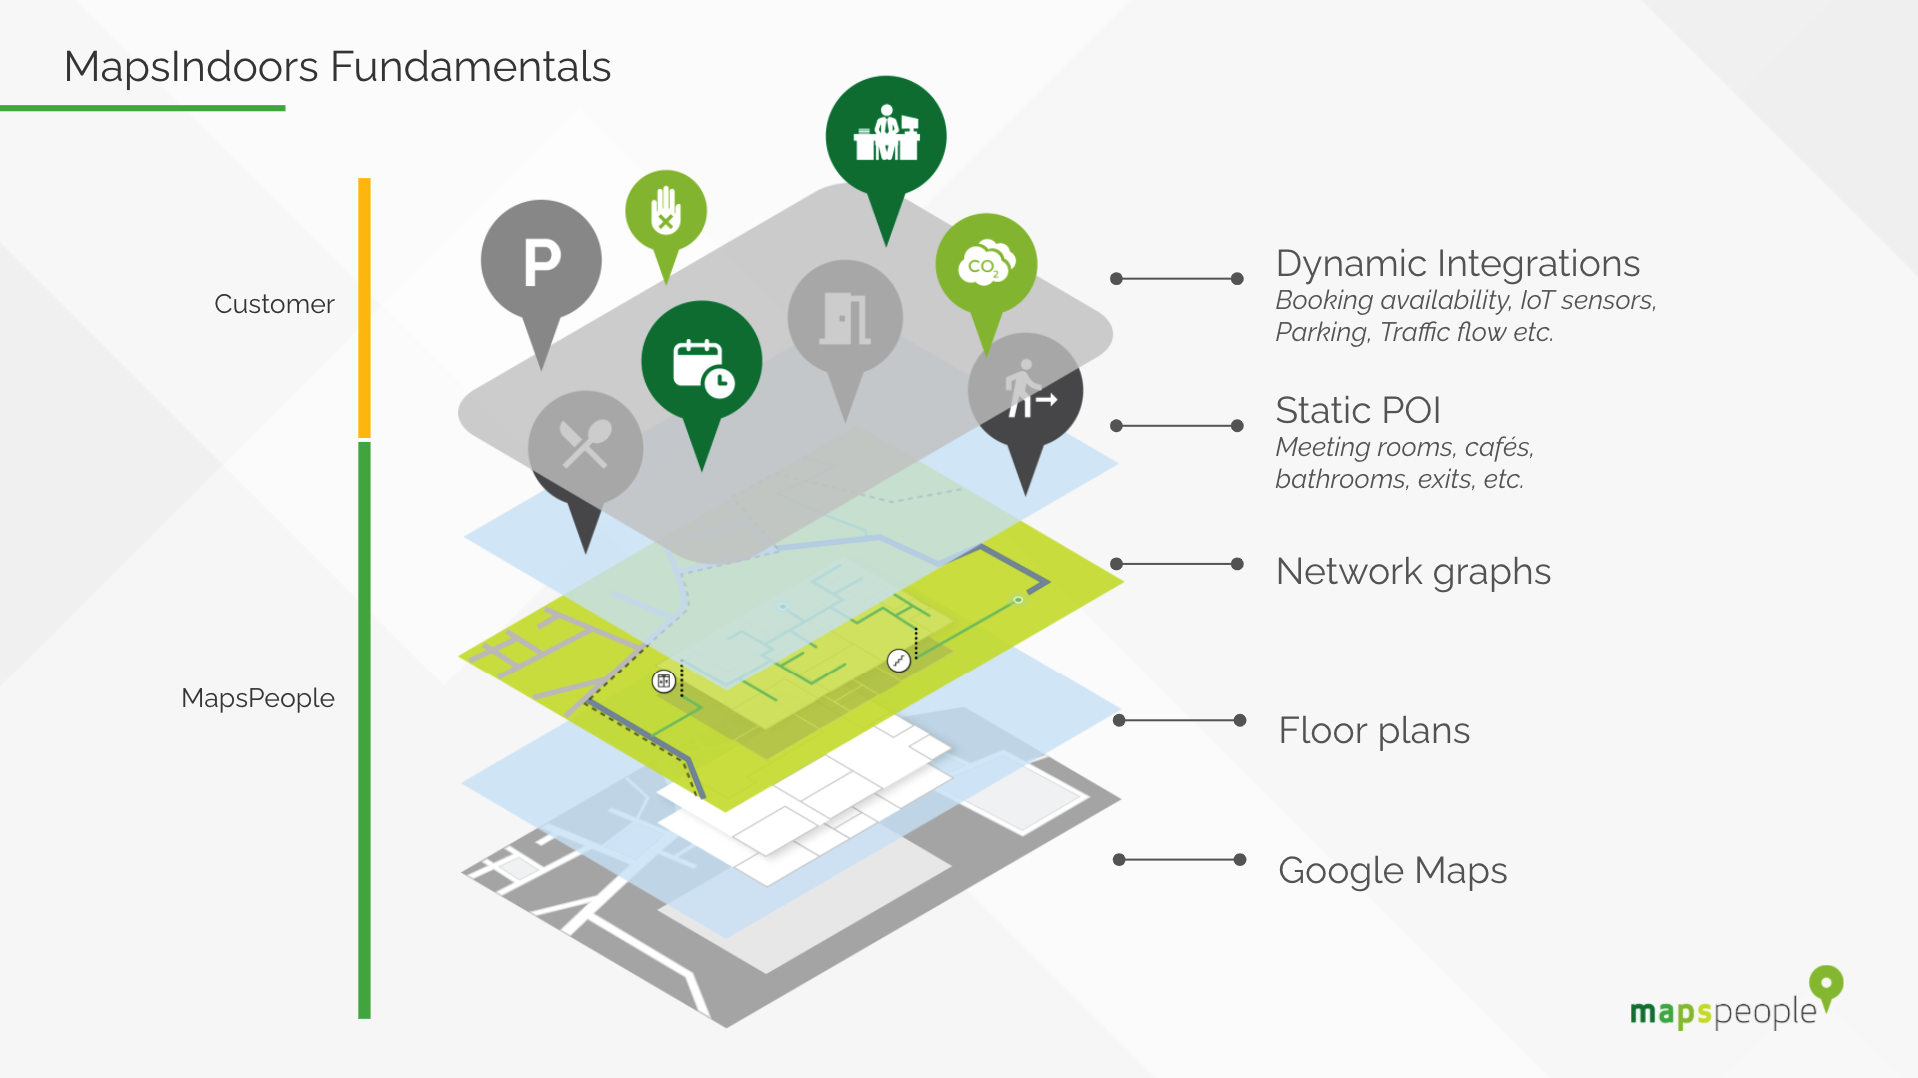 MapsIndoors Fundamentals
P
CO2
Customer
Dynamic Integrations
Booking availability, IoT sensors,
Parking, Traffic flow etc.
Static POI
Meeting rooms, cafés,
bathrooms, exits, etc.
Network graphs
MapsPeople
Floor plans
Google Maps
mapspeople